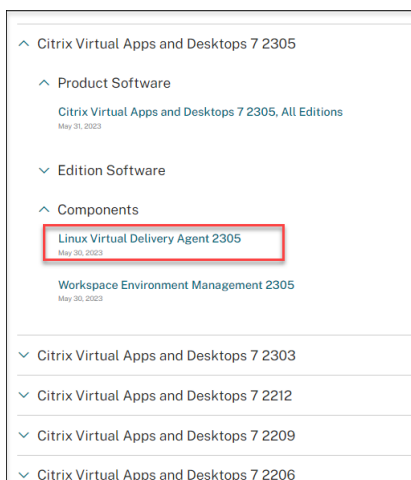 Citrix Virtual Apps and Desktops 7 2305
Product Software
Citrix Virtual Apps and Desktops 7 2305, All Editions
May 31, 2023
Edition Software
Components
Linux Virtual Delivery Agent 2305
May 30, 2023
Workspace Environment Management 2305
May 30, 2023
Citrix Virtual Apps and Desktops 7 2303
Citrix Virtual Apps and Desktops 7 2212
Citrix Virtual Apps and Desktops 7 2209
Citrix Virtual Apps and Desktops 7 2206